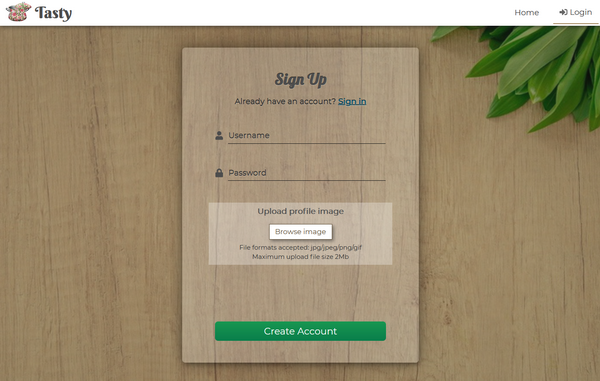 Tasty
Home
Login
Sign Up
Already have an account? Sign in
Username
Password
Upload profile image
Browse image
File formats accepted: jpg/jpeg/png/gif
Maximum upload file size 2Mb
Create Account